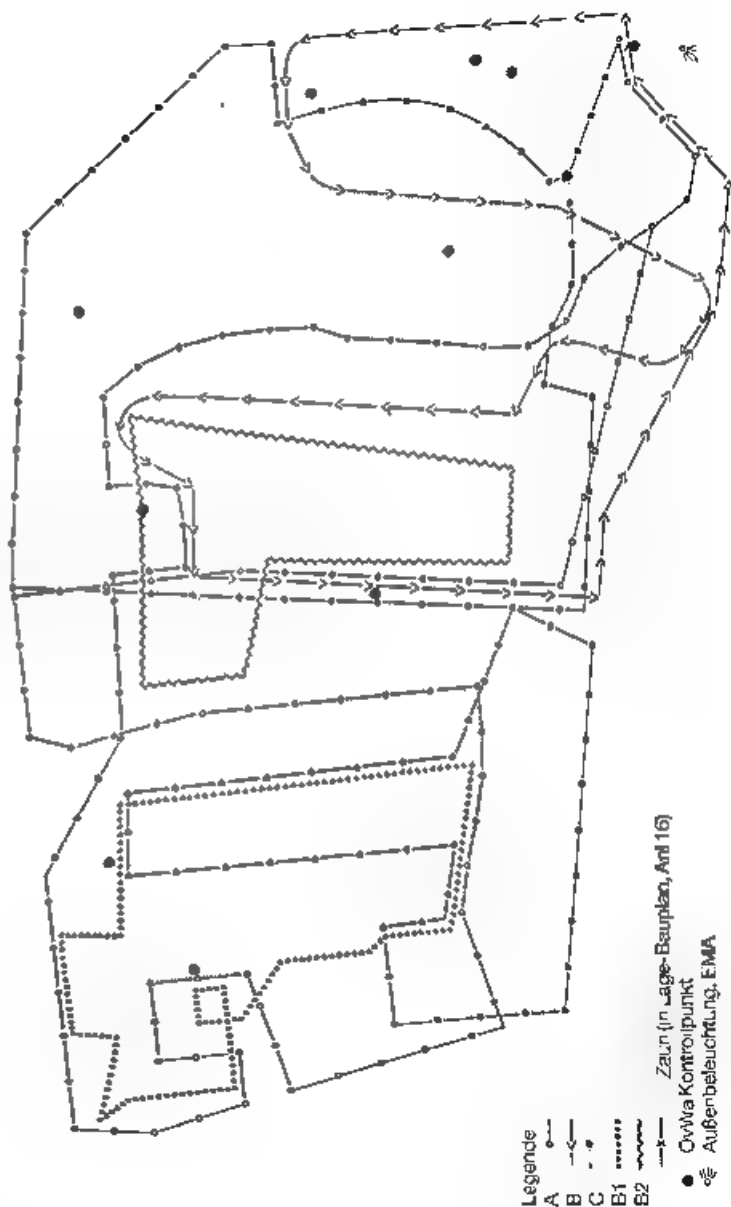 Legende
A
B
C
B1
B2
Zaun (in Lage-Bauplan, Anl 16)
OvWa Kontrollpunkt
Außenbeleuchtung, EMA